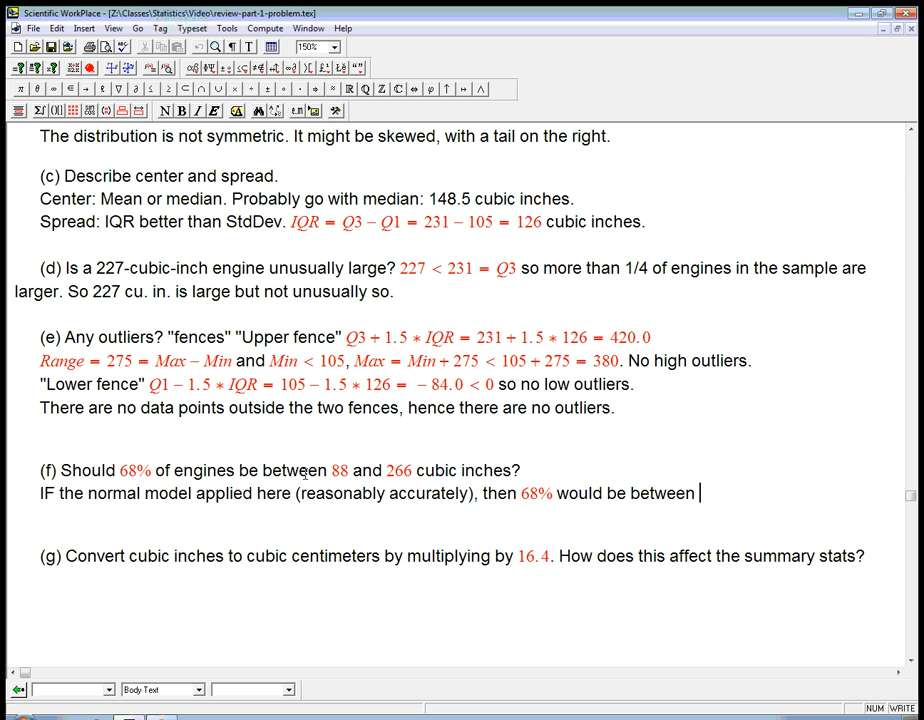 Scientific WorkPlace - [Z:\Classes\Statistics\Video\review-part-1-problem.tex]
File Edit Insert View Go Tag Typeset Tools Compute Window Help
150%
N B I E
The distribution is not symmetric. It might be skewed, with a tail on the right.
(c) Describe center and spread.
Center: Mean or median. Probably go with median: 148.5 cubic inches.
Spread: IQR better than StdDev. IQR = Q3 − Q1 = 231 − 105 = 126 cubic inches.
(d) Is a 227-cubic-inch engine unusually large? 227 < 231 = Q3 so more than 1/4 of engines in the sample are
larger. So 227 cu. in. is large but not unusually so.
(e) Any outliers? "fences" "Upper fence" Q3 + 1.5 * IQR = 231 + 1.5 * 126 = 420.0
Range = 275 = Max − Min and Min < 105, Max = Min + 275 < 105 + 275 = 380. No high outliers.
"Lower fence" Q1 − 1.5 * IQR = 105 − 1.5 * 126 = − 84.0 < 0 so no low outliers.
There are no data points outside the two fences, hence there are no outliers.
(f) Should 68% of engines be between 88 and 266 cubic inches?
IF the normal model applied here (reasonably accurately), then 68% would be between
(g) Convert cubic inches to cubic centimeters by multiplying by 16.4. How does this affect the summary stats?
Body Text
NUM WRITE